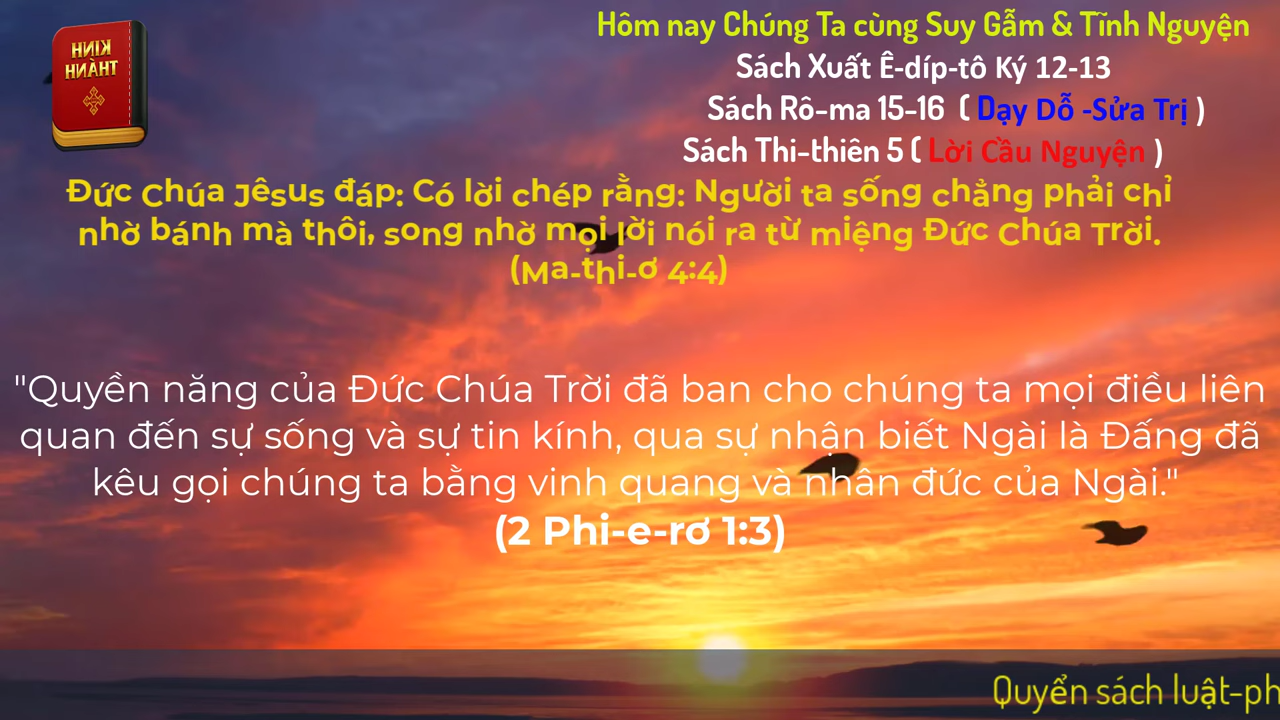 KINH
THÁNH
Hôm nay Chúng Ta cùng Suy Gẫm & Tĩnh Nguyện
Sách Xuất Ê-díp-tô Ký 12-13
Sách Rô-ma 15-16 ( Dạy Dỗ -Sửa Trị )
Sách Thi-thiên 5 ( Lời Cầu Nguyện )
Đức Chúa Jêsus đáp: Có lời chép rằng: Người ta sống chẳng phải chỉ
nhờ bánh mà thôi, song nhờ mọi lời nói ra từ miệng Đức Chúa Trời.
(Ma-thi-ơ 4:4)
"Quyền năng của Đức Chúa Trời đã ban cho chúng ta mọi điều liên
quan đến sự sống và sự tin kính, qua sự nhận biết Ngài là Đấng đã
kêu gọi chúng ta bằng vinh quang và nhân đức của Ngài."
(2 Phi-e-rơ 1:3)
Quyển sách luật-ph